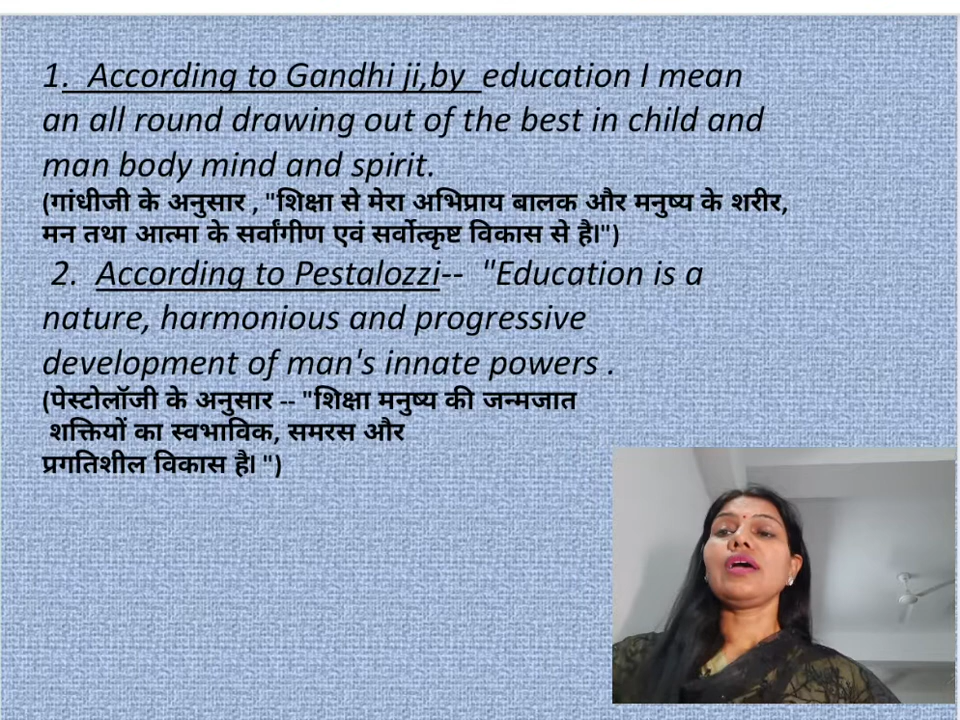 1.  According to Gandhi ji,by  education I mean
an all round drawing out of the best in child and
man body mind and spirit.
(गांधीजी के अनुसार , "शिक्षा से मेरा अभिप्राय बालक और मनुष्य के शरीर,
मन तथा आत्मा के सर्वांगीण एवं सर्वोत्कृष्ट विकास से है।")
2.  According to Pestalozzi--  "Education is a
nature, harmonious and progressive
development of man's innate powers .
(पेस्टोलॉजी के अनुसार -- "शिक्षा मनुष्य की जन्मजात
शक्तियों का स्वभाविक, समरस और
प्रगतिशील विकास है। ")